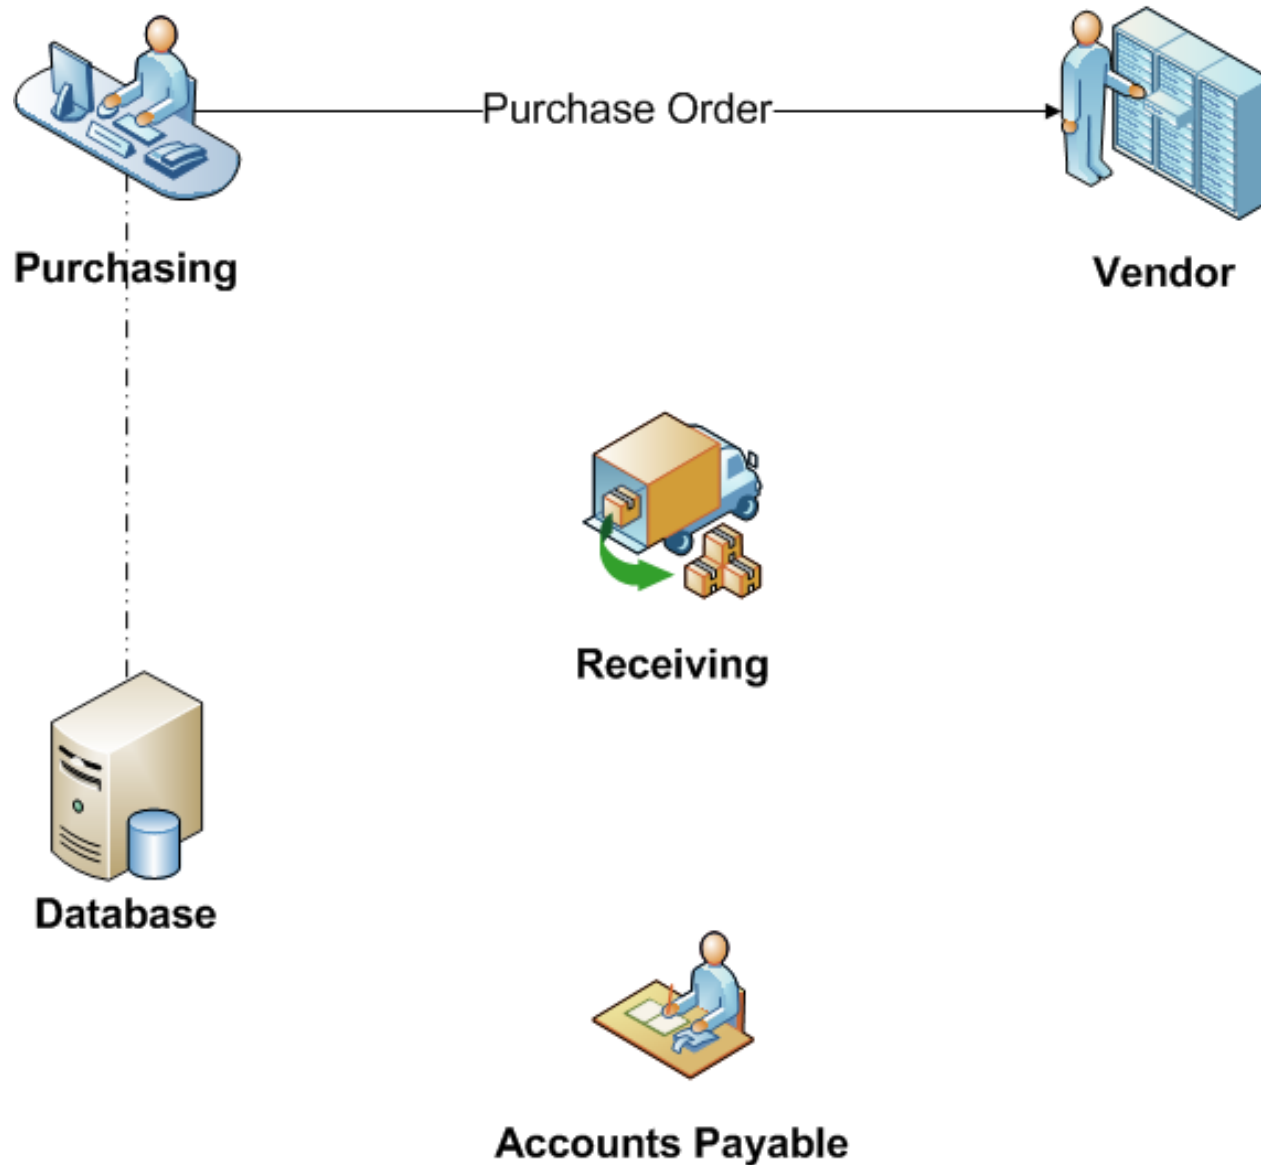 Purchase Order
Purchasing
Vendor
Receiving
Database
Accounts Payable